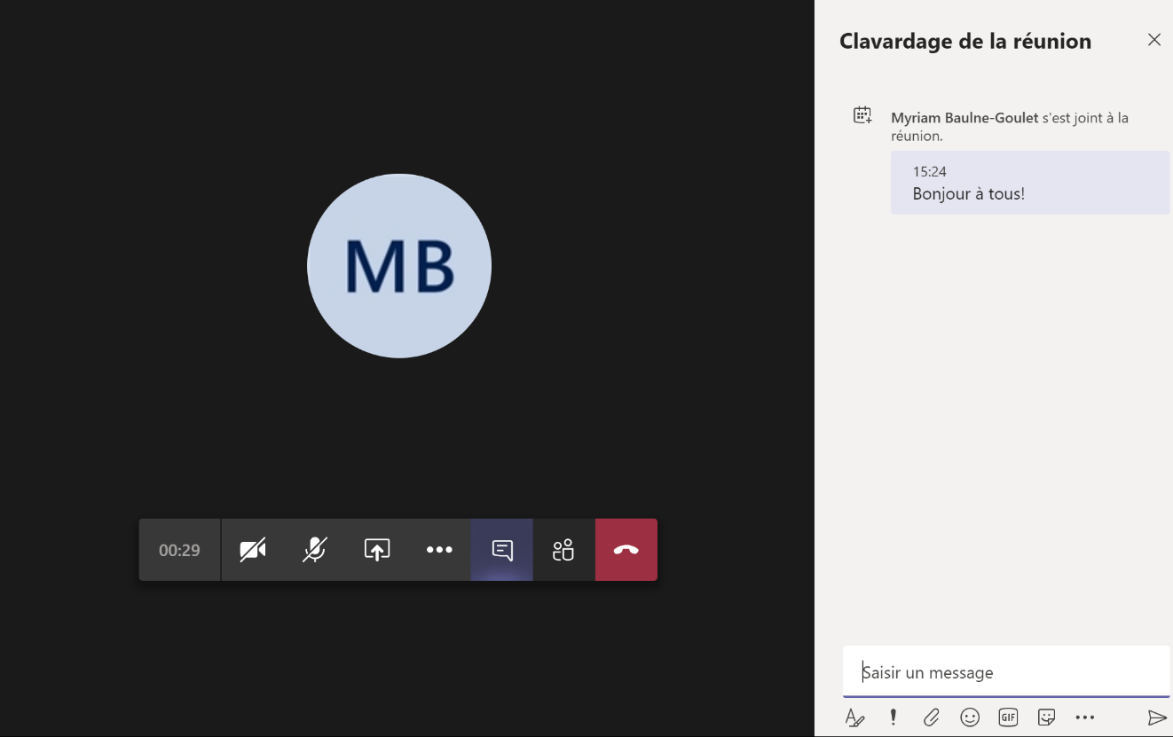 MB
00:29
Clavardage de la réunion
Myriam Baulne-Goulet s'est joint à la
réunion.
15:24
Bonjour à tous!
Saisir un message
GIF